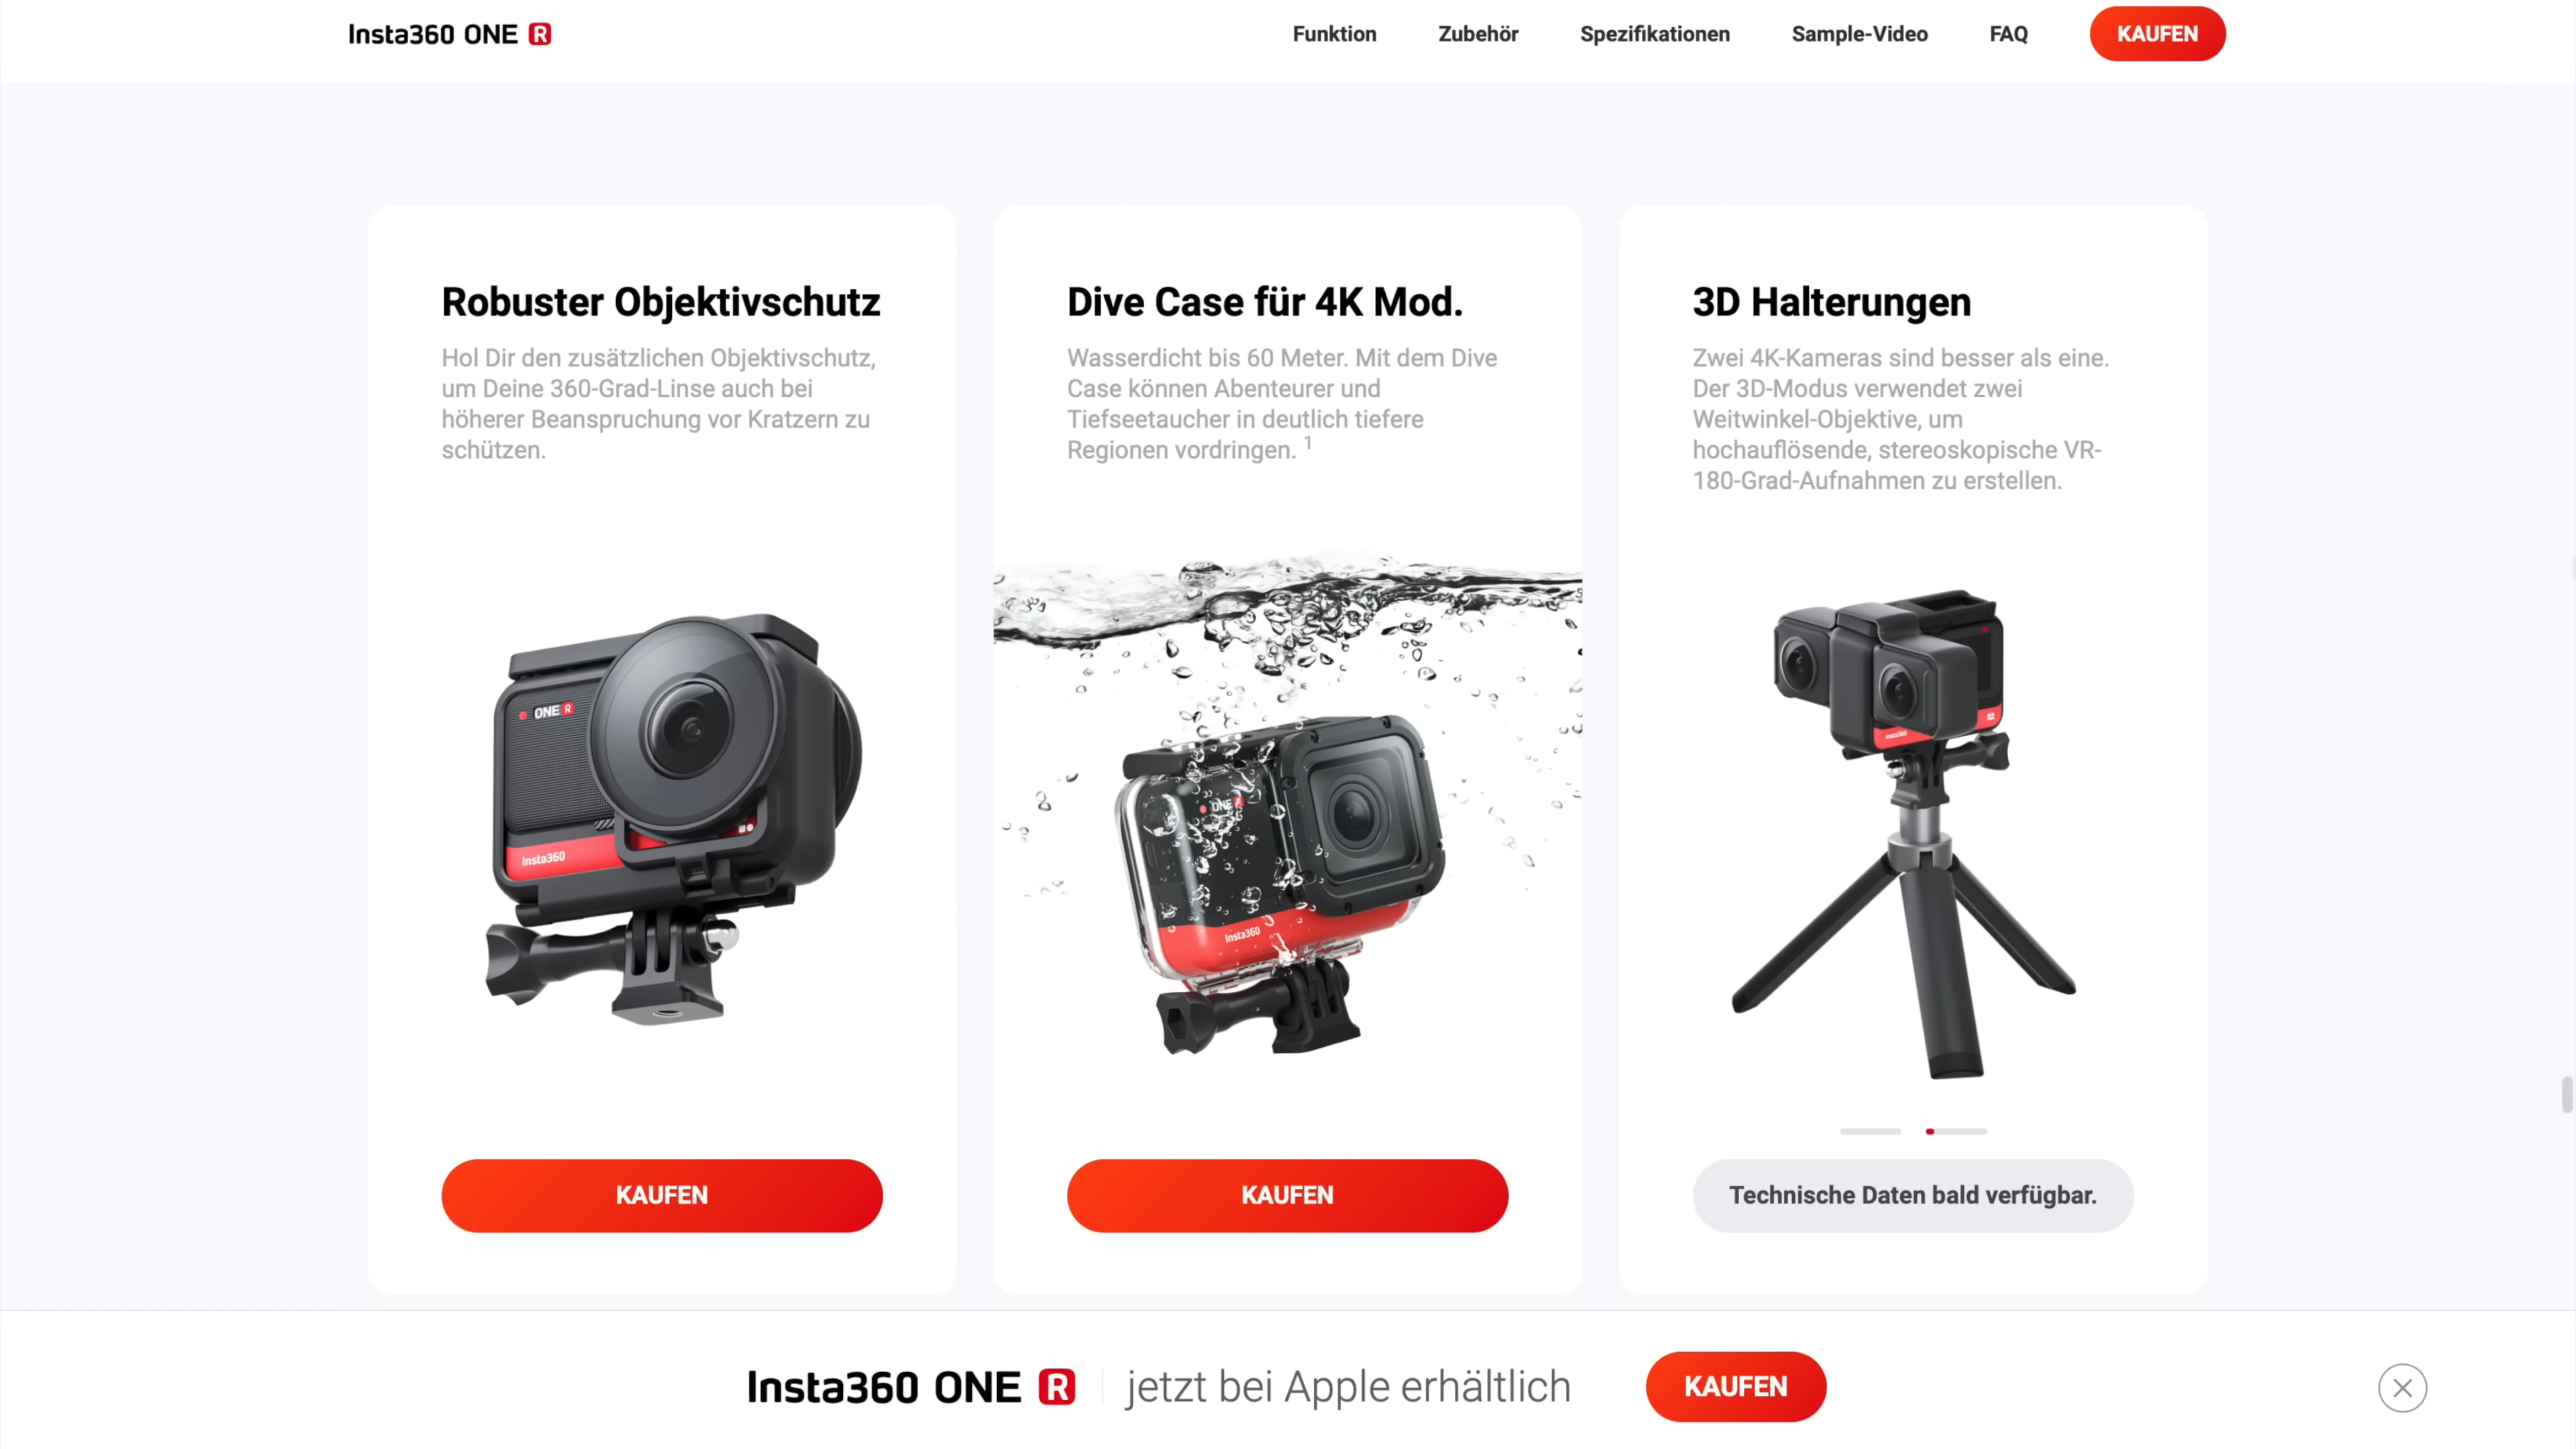 Insta360 ONE R
Funktion
Zubehör
Spezifikationen
Sample-Video
FAQ
KAUFEN
Robuster Objektivschutz
Hol Dir den zusätzlichen Objektivschutz,
um Deine 360-Grad-Linse auch bei
höherer Beanspruchung vor Kratzern zu
schützen.
ONE R
Insta360
KAUFEN
Dive Case für 4K Mod.
Wasserdicht bis 60 Meter. Mit dem Dive
Case können Abenteurer und
Tiefseetaucher in deutlich tiefere
Regionen vordringen. 1
ONE R
Insta360
KAUFEN
3D Halterungen
Zwei 4K-Kameras sind besser als eine.
Der 3D-Modus verwendet zwei
Weitwinkel-Objektive, um
hochauflösende, stereoskopische VR-
180-Grad-Aufnahmen zu erstellen.
Insta360
Technische Daten bald verfügbar.
Insta360 ONE R jetzt bei Apple erhältlich
KAUFEN